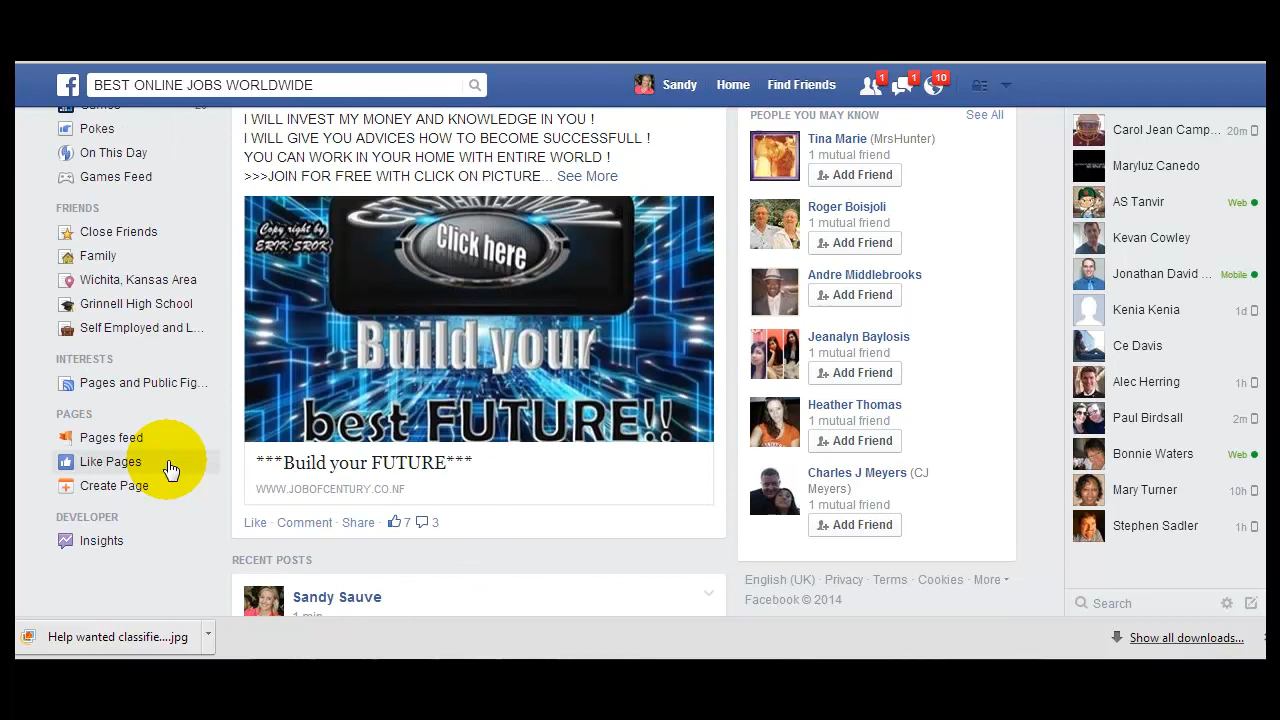 BEST ONLINE JOBS WORLDWIDE
Sandy
Home
Find Friends
1
1
10
Games
20
Pokes
On This Day
Games Feed
FRIENDS
Close Friends
Family
Wichita, Kansas Area
Grinnell High School
Self Employed and L...
INTERESTS
Pages and Public Fig...
PAGES
Pages feed
Like Pages
Create Page
DEVELOPER
Insights
I WILL INVEST MY MONEY AND KNOWLEDGE IN YOU !
I WILL GIVE YOU ADVICES HOW TO BECOME SUCCESSFULL !
YOU CAN WORK IN YOUR HOME WITH ENTIRE WORLD !
>>>JOIN FOR FREE WITH CLICK ON PICTURE... See More
Copy right by
ERIK SROK
Click here
Build your
best FUTURE!!
***Build your FUTURE***
WWW.JOBOFCENTURY.CO.NF
Like · Comment · Share · 7 3
RECENT POSTS
Sandy Sauve
1 min
PEOPLE YOU MAY KNOW
See All
Tina Marie (MrsHunter)
1 mutual friend
Add Friend
Roger Boisjoli
1 mutual friend
Add Friend
Andre Middlebrooks
1 mutual friend
Add Friend
Jeanalyn Baylosis
1 mutual friend
Add Friend
Heather Thomas
1 mutual friend
Add Friend
Charles J Meyers (CJ
Meyers)
1 mutual friend
Add Friend
English (UK) · Privacy · Terms · Cookies · More
Facebook © 2014
Carol Jean Camp... 20m
Maryluz Canedo
AS Tanvir Web
Kevan Cowley
Jonathan David ... Mobile
Kenia Kenia 1d
Ce Davis
Alec Herring 1h
Paul Birdsall 2m
Bonnie Waters Web
Mary Turner 10h
Stephen Sadler 1h
Search
Help wanted classifie....jpg
Show all downloads...